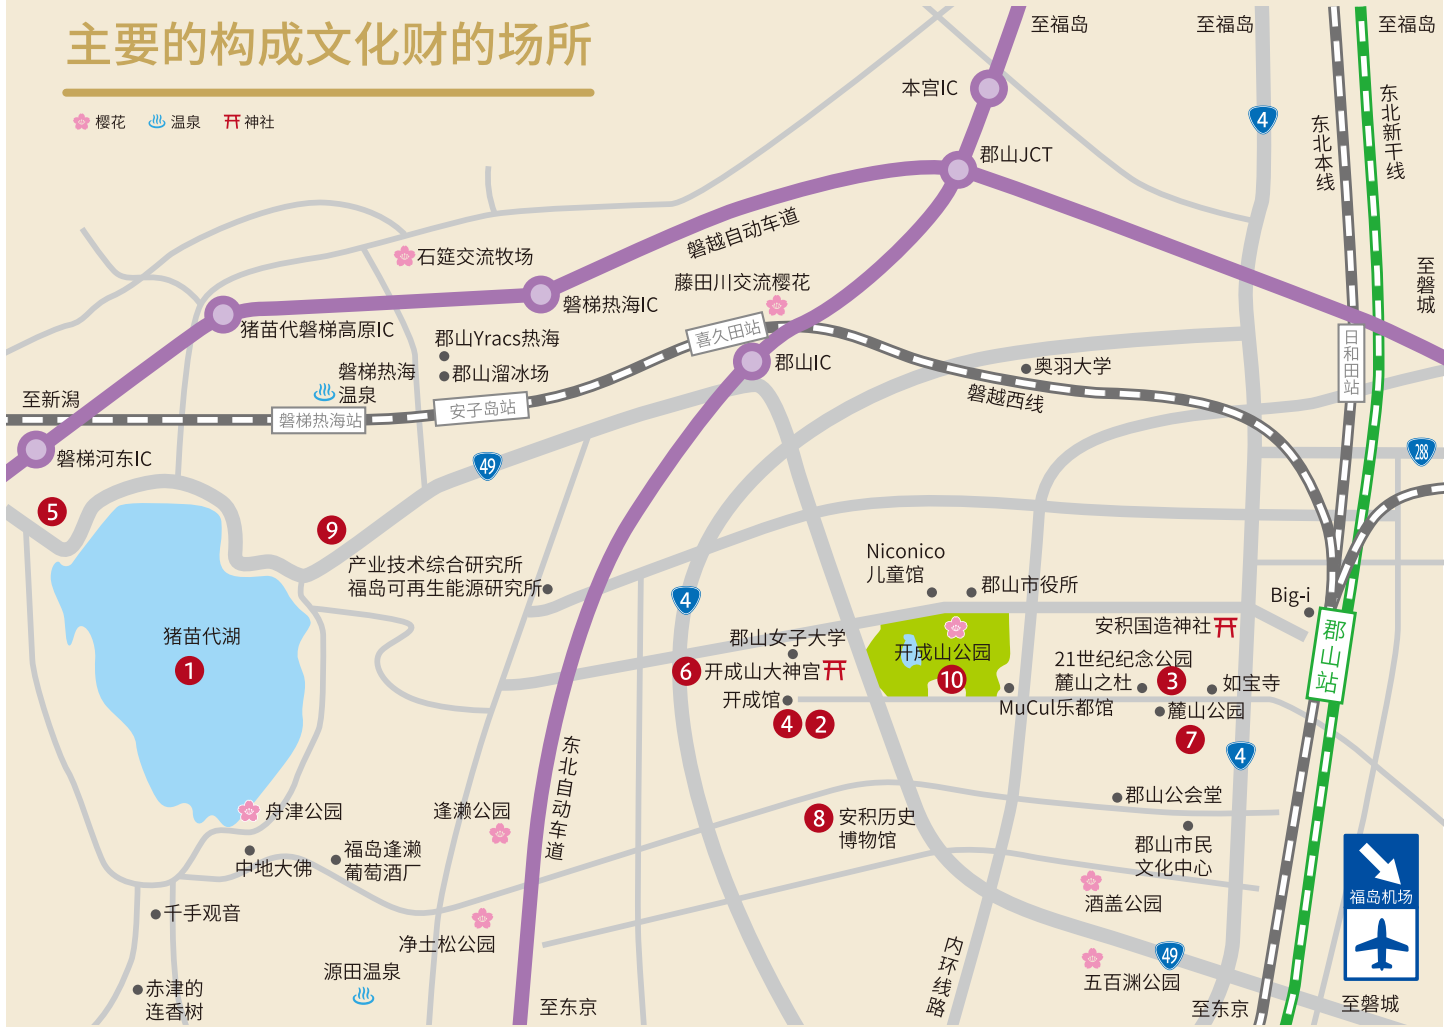 主要的构成文化财的场所
樱花
温泉
神社
至福岛
至福岛
至福岛
本宫IC
4
东北本线
东北新干线
郡山JCT
磐越自动车道
石筵交流牧场
藤田川交流樱花
至磐城
磐梯热海IC
猪苗代磐梯高原IC
郡山Yracs热海
喜久田站
日和田站
郡山IC
磐梯热海
温泉
郡山溜冰场
奥羽大学
磐越西线
至新潟
磐梯热海站
安子岛站
磐梯河东IC
49
288
5
9
产业技术综合研究所
福岛可再生能源研究所
Niconico
儿童馆
郡山市役所
4
Big-i
猪苗代湖
1
郡山女子大学
安积国造神社
郡山站
6
开成山大神宫
开成山公园
10
21世纪纪念公园
麓山之杜
3
如宝寺
开成馆
4
2
MuCul乐都馆
麓山公园
7
4
东北自动车道
舟津公园
逢濑公园
8
安积历史
博物馆
郡山公会堂
中地大佛
福岛逢濑
葡萄酒厂
郡山市民
文化中心
福岛机场
千手观音
酒盖公园
净土松公园
内环线路
源田温泉
49
五百渊公园
赤津的
连香树
至东京
至东京
至磐城